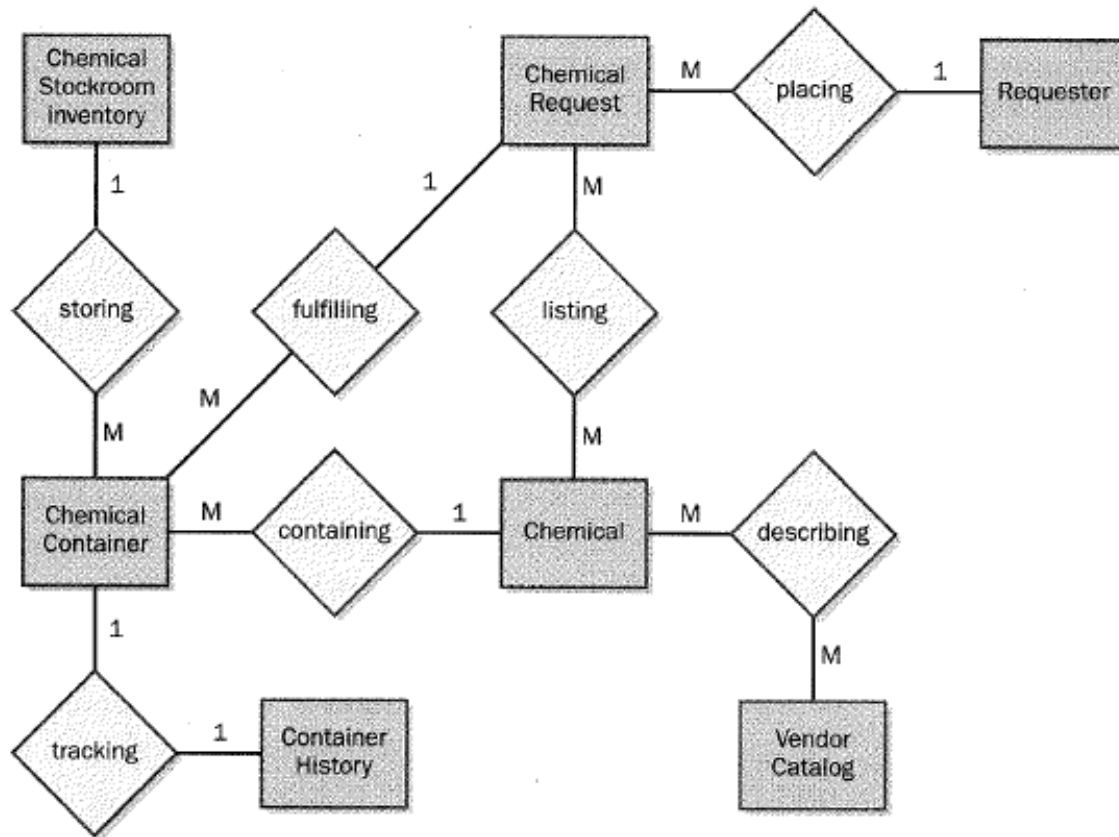 Chemical
Stockroom
inventory
Chemical
Request
M
placing
1
Requester
1
M
1
storing
fulfilling
listing
M
M
M
Chemical
Container
M
containing
1
Chemical
M
describing
1
M
tracking
1
Container
History
Vendor
Catalog